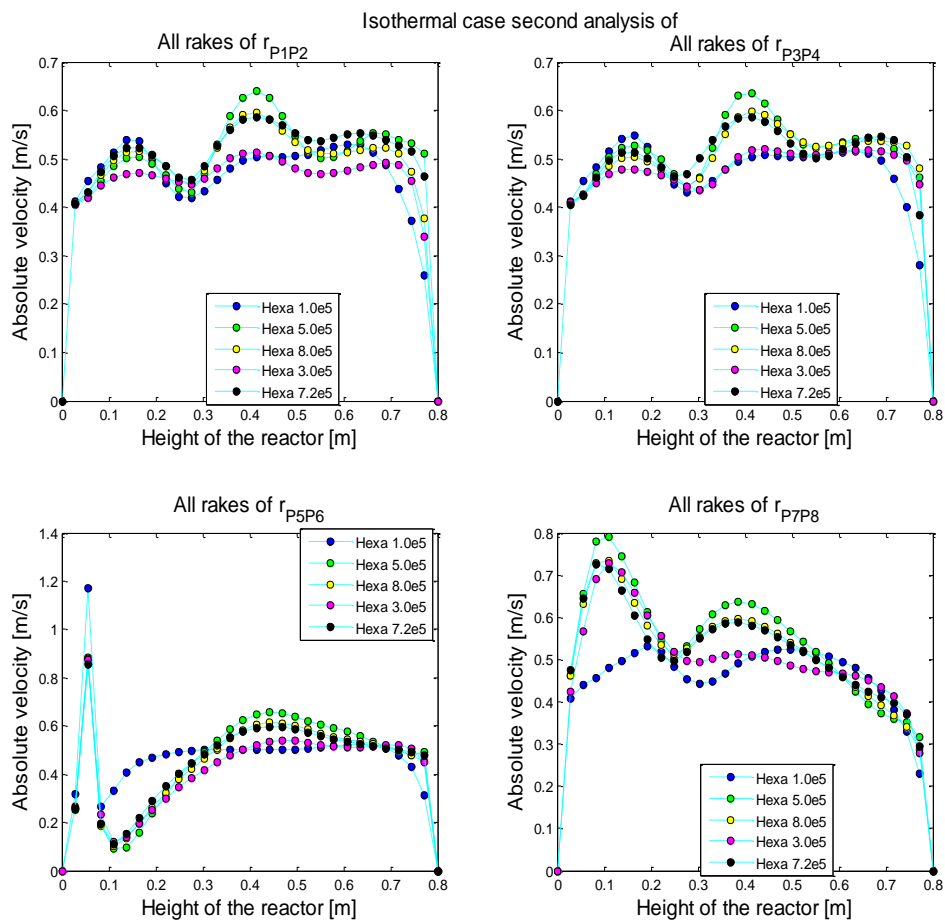 Isothermal case second analysis of
All rakes of r_P1P2
Absolute velocity [m/s]
0.7
0.6
0.5
0.4
0.3
0.2
0.1
0
Hexa 1.0e5
Hexa 5.0e5
Hexa 8.0e5
Hexa 3.0e5
Hexa 7.2e5
0 0.1 0.2 0.3 0.4 0.5 0.6 0.7 0.8
Height of the reactor [m]
All rakes of r_P3P4
Absolute velocity [m/s]
0.7
0.6
0.5
0.4
0.3
0.2
0.1
0
Hexa 1.0e5
Hexa 5.0e5
Hexa 8.0e5
Hexa 3.0e5
Hexa 7.2e5
0 0.1 0.2 0.3 0.4 0.5 0.6 0.7 0.8
Height of the reactor [m]
All rakes of r_P5P6
Absolute velocity [m/s]
1.4
1.2
1
0.8
0.6
0.4
0.2
0
Hexa 1.0e5
Hexa 5.0e5
Hexa 8.0e5
Hexa 3.0e5
Hexa 7.2e5
0 0.1 0.2 0.3 0.4 0.5 0.6 0.7 0.8
Height of the reactor [m]
All rakes of r_P7P8
Absolute velocity [m/s]
0.8
0.7
0.6
0.5
0.4
0.3
0.2
0.1
0
Hexa 1.0e5
Hexa 5.0e5
Hexa 8.0e5
Hexa 3.0e5
Hexa 7.2e5
0 0.1 0.2 0.3 0.4 0.5 0.6 0.7 0.8
Height of the reactor [m]